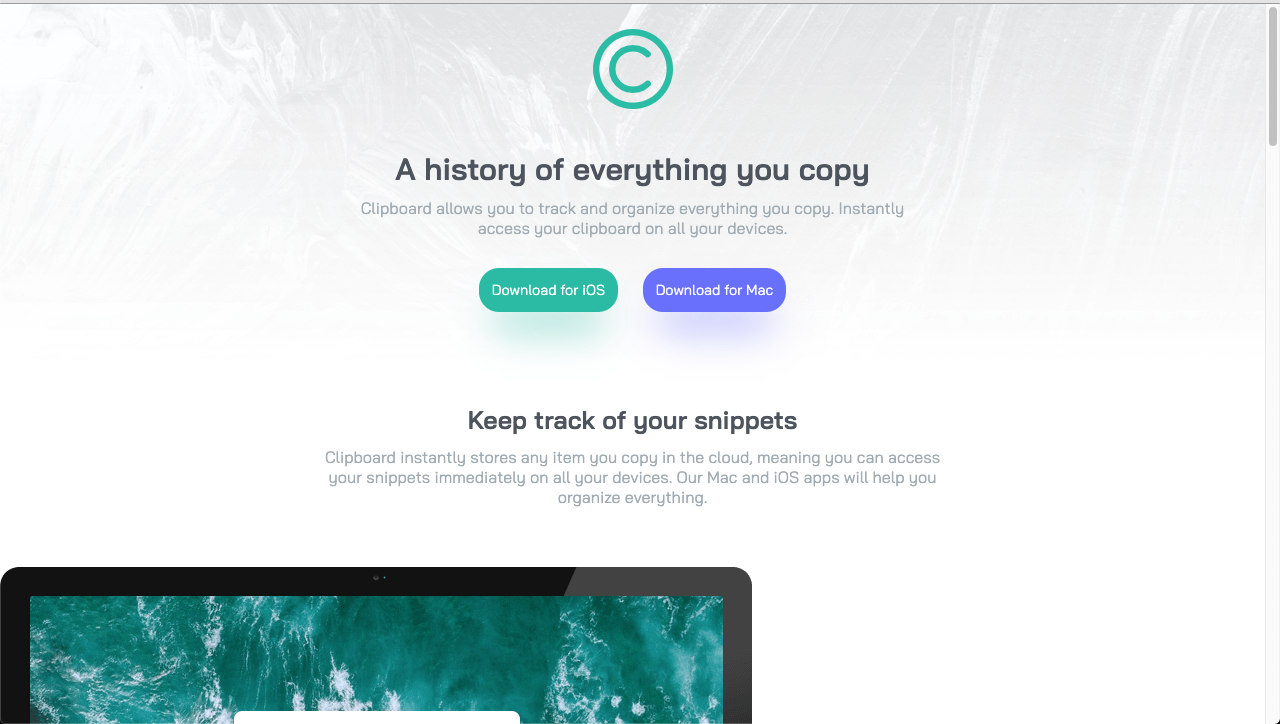 A history of everything you copy
Clipboard allows you to track and organize everything you copy. Instantly
access your clipboard on all your devices.
Download for iOS
Download for Mac
Keep track of your snippets
Clipboard instantly stores any item you copy in the cloud, meaning you can access
your snippets immediately on all your devices. Our Mac and iOS apps will help you
organize everything.